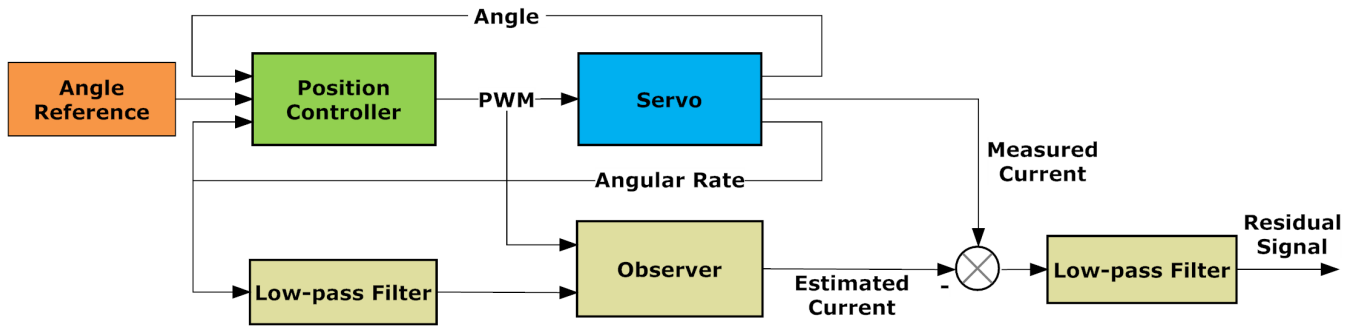 Angle
Angle
Reference
Position
Controller
PWM
Servo
Measured
Current
Angular Rate
Residual
Signal
Low-pass Filter
Observer
Estimated
Current
-
Low-pass Filter